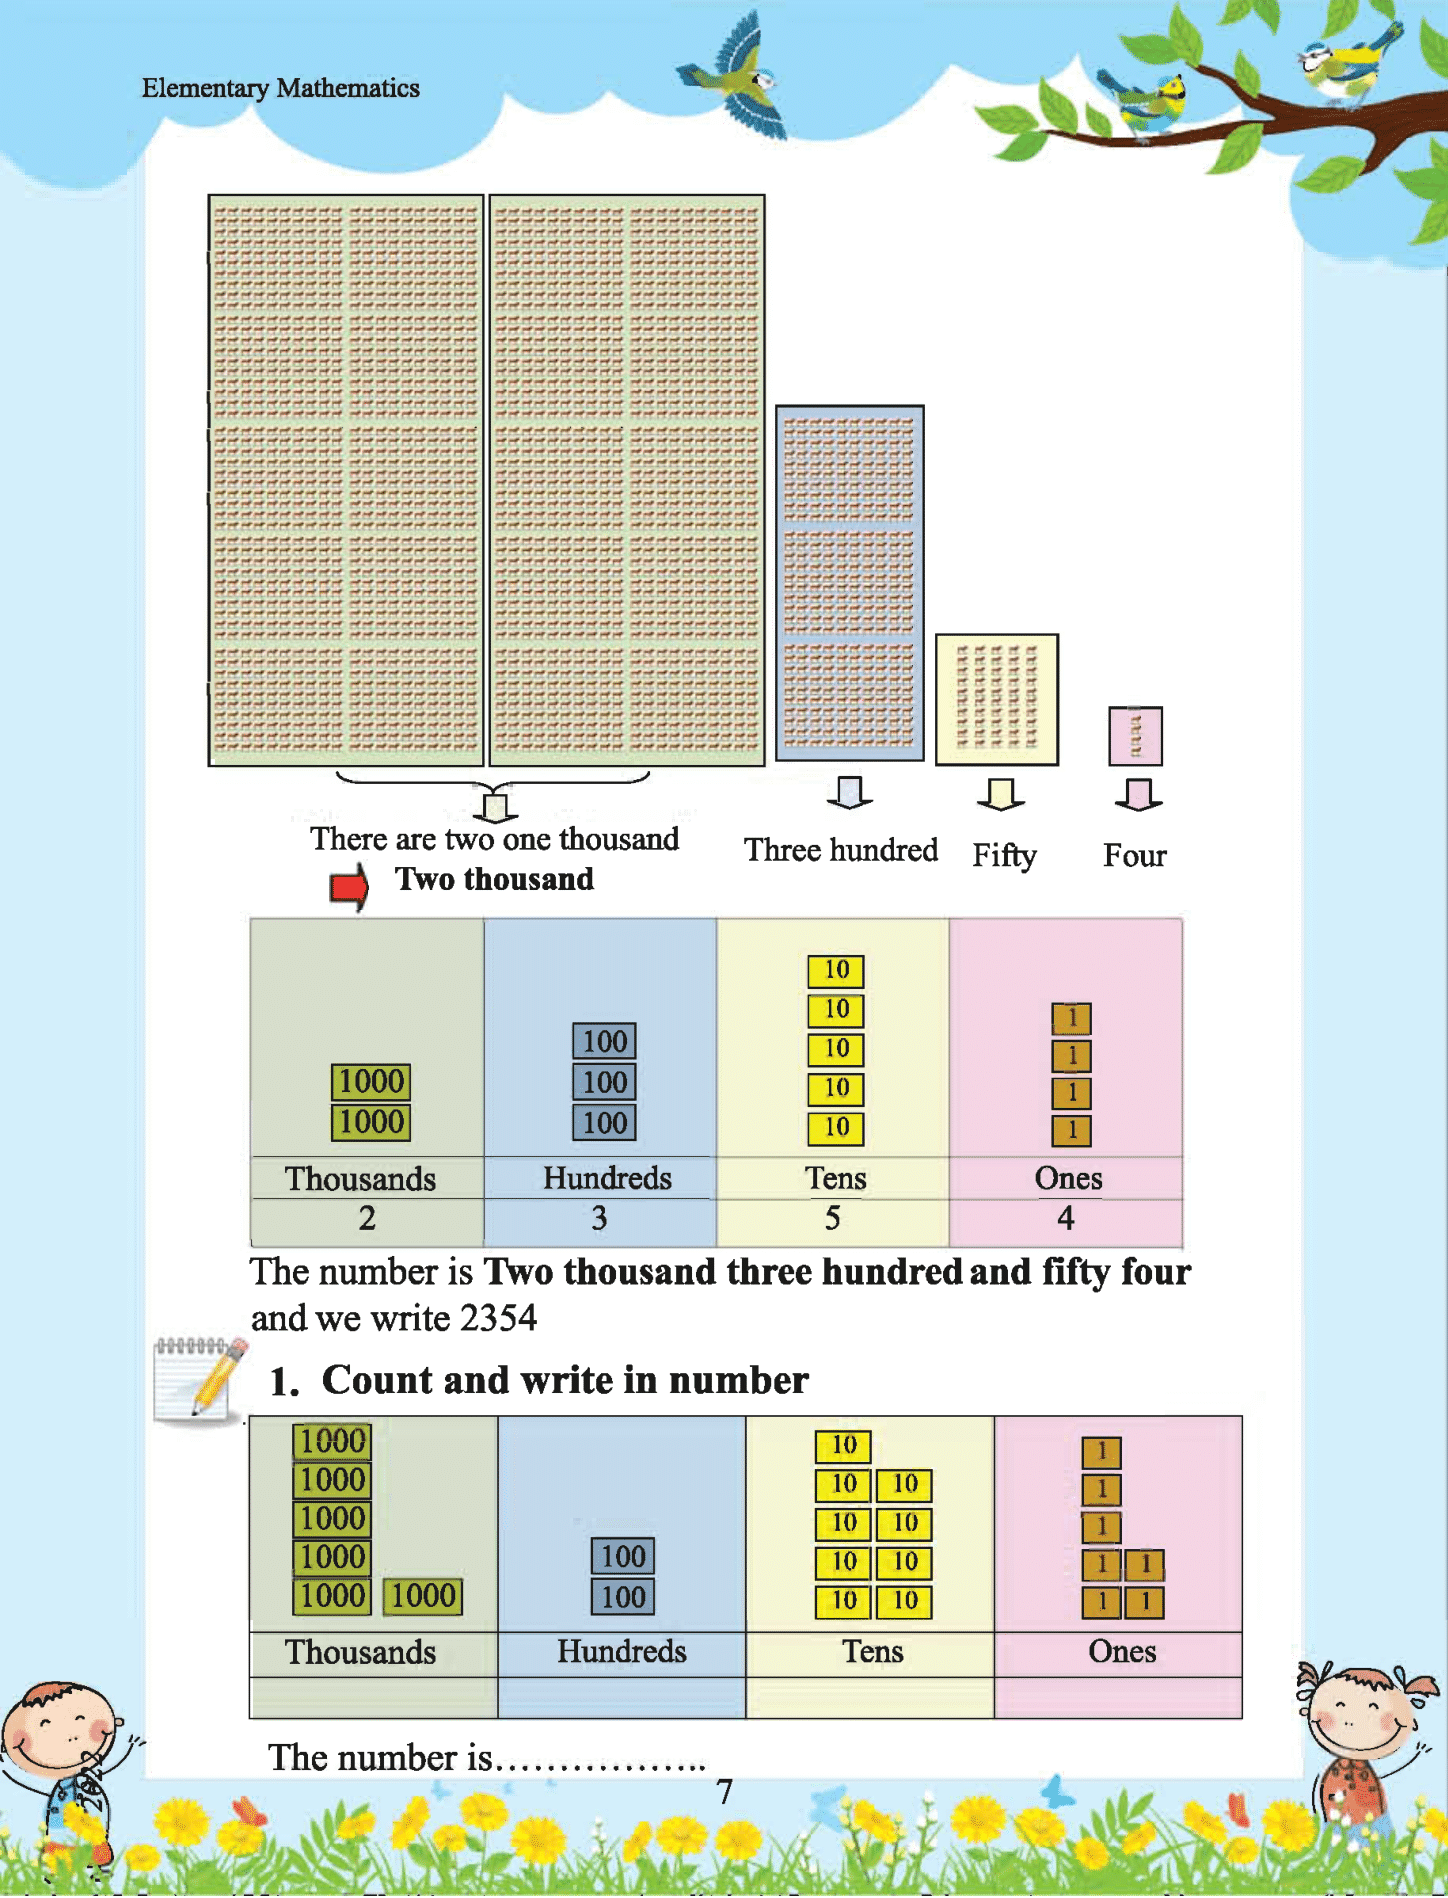 Elementary Mathematics
There are two one thousand
Two thousand
Three hundred
Fifty
Four
10
10
10
10
10
100
100
100
1000
1000
1
1
1
1
Thousands Hundreds Tens Ones
2 3 5 4
The number is Two thousand three hundred and fifty four
and we write 2354
1. Count and write in number
1000
1000
1000
1000
1000 1000
100
100
10
10 10
10 10
10 10
10 10
1
1
1
1 1
1 1
Thousands Hundreds Tens Ones
The number is.................
7